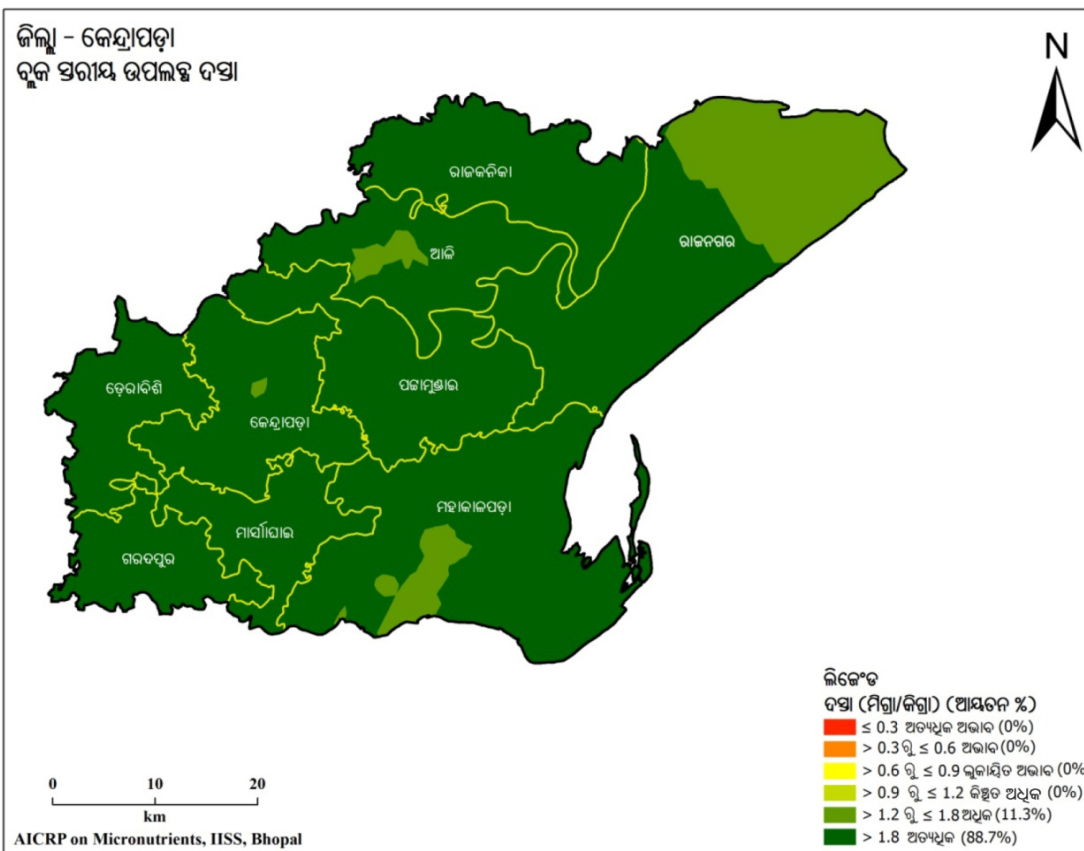 ଜିଲ୍ଲା - କେନ୍ଦ୍ରାପଡ଼ା
ବ୍ଲକ ସ୍ତରୀୟ ଉପଲବ୍ଧ ଦସ୍ତା
N
ରାଜକନିକା
ରାଜନଗର
ଆଳି
ଡ଼େରାବିଶି
ପଟ୍ଟାମୁଣ୍ଡାଇ
କେନ୍ଦ୍ରାପଡ଼ା
ମହାକାଳପଡ଼ା
ମାର୍ସାଘାଇ
ଗରଦପୁର
ଲିଜେଂଡ
ଦସ୍ତା (ମିଗ୍ରା/କିଗ୍ରା) (ଆୟତନ %)
≤ 0.3 ଅତ୍ୟଧିକ ଅଭାବ (0%)
> 0.3 ରୁ ≤ 0.6 ଅଭାବ (0%)
> 0.6 ରୁ ≤ 0.9 ଲୁକାୟିତ ଅଭାବ (0%
> 0.9 ରୁ ≤ 1.2 କିଞ୍ଚିତ ଅଧିକ (0%)
> 1.2 ରୁ ≤ 1.8 ଅଧିକ (11.3%)
> 1.8 ଅତ୍ୟଧିକ (88.7%)
0 10 20
km
AICRP on Micronutrients, IISS, Bhopal